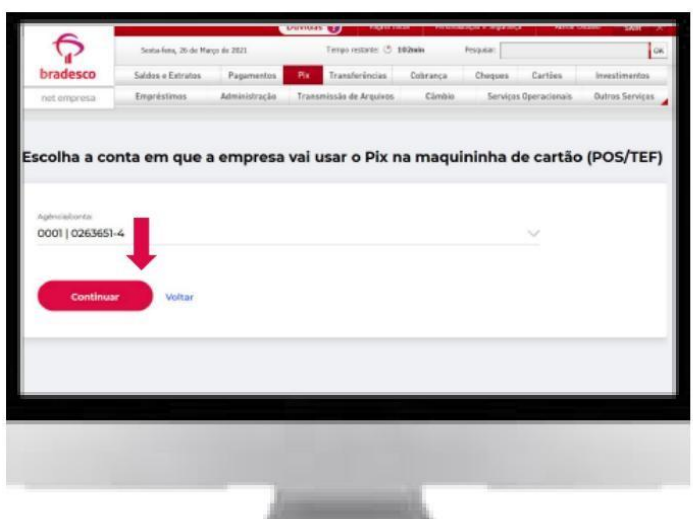 Dúvidas ?
Sexta-feira, 26 de Março de 2021 Tempo restante: 102min Pesquisar: OK
bradesco
Saldos e Extratos Pagamentos Pix Transferências Cobrança Cheques Cartões Investimentos
net empresa
Empréstimos Administração Transmissão de Arquivos Câmbio Serviços Operacionais Outros Serviços
Escolha a conta em que a empresa vai usar o Pix na maquininha de cartão (POS/TEF)
Agência/conta:
0001 | 0263651-4
Continuar Voltar